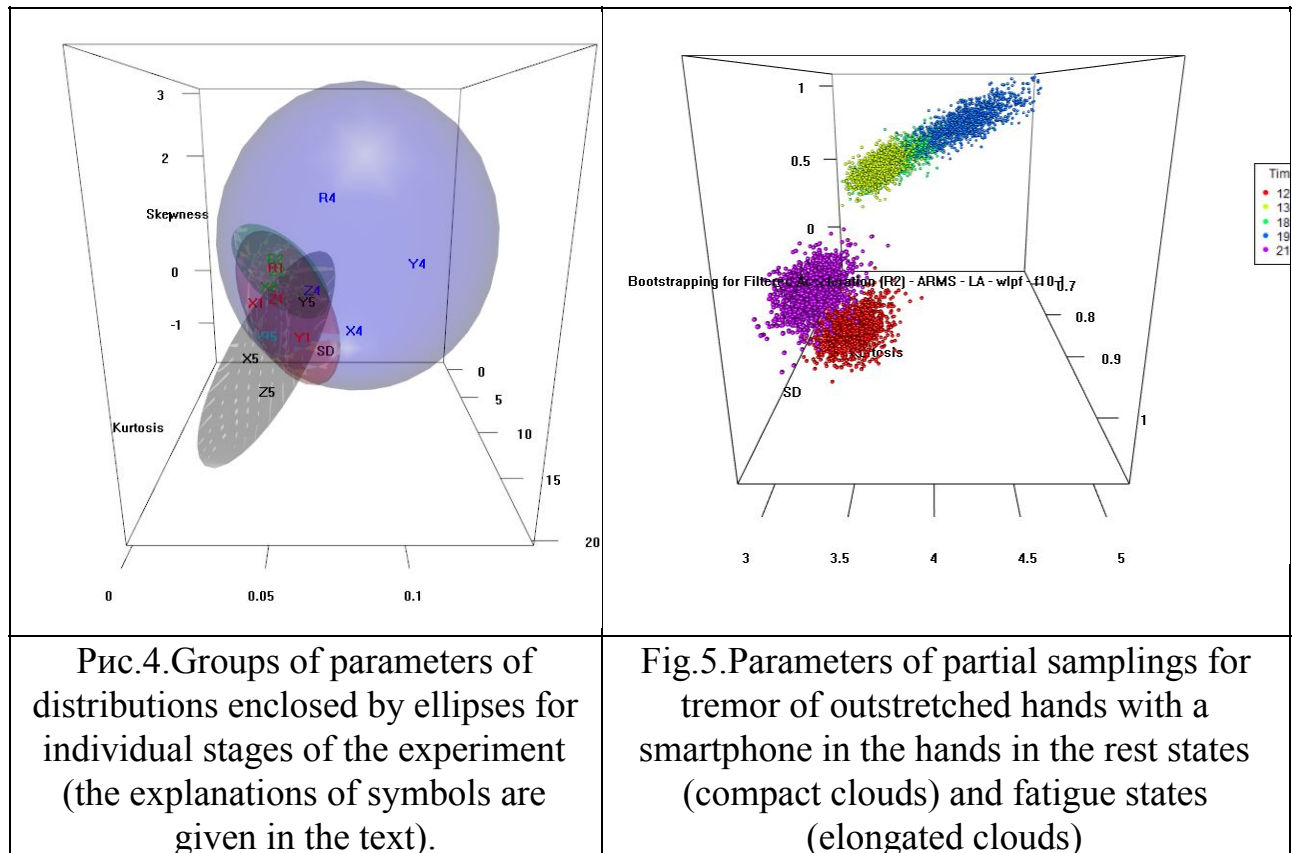 3
2
Skewness
0
-1
Kurtosis
R4
Y4
R1
Z4
Y5
X1
Z1
X4
Y1
SD
X5
Z5
0
5
10
15
20
0
0.05
0.1
1
0.5
0
Bootstrapping for Filtered Acceleration (R2) - ARMS - LA - wlpf - f10-1
0.7
0.8
0.9
1
Kurtosis
SD
3
3.5
4
4.5
5
Tim
12
13
18
19
21
Рис.4.Groups of parameters of
distributions enclosed by ellipses for
individual stages of the experiment
(the explanations of symbols are
given in the text).
Fig.5.Parameters of partial samplings for
tremor of outstretched hands with a
smartphone in the hands in the rest states
(compact clouds) and fatigue states
(elongated clouds)